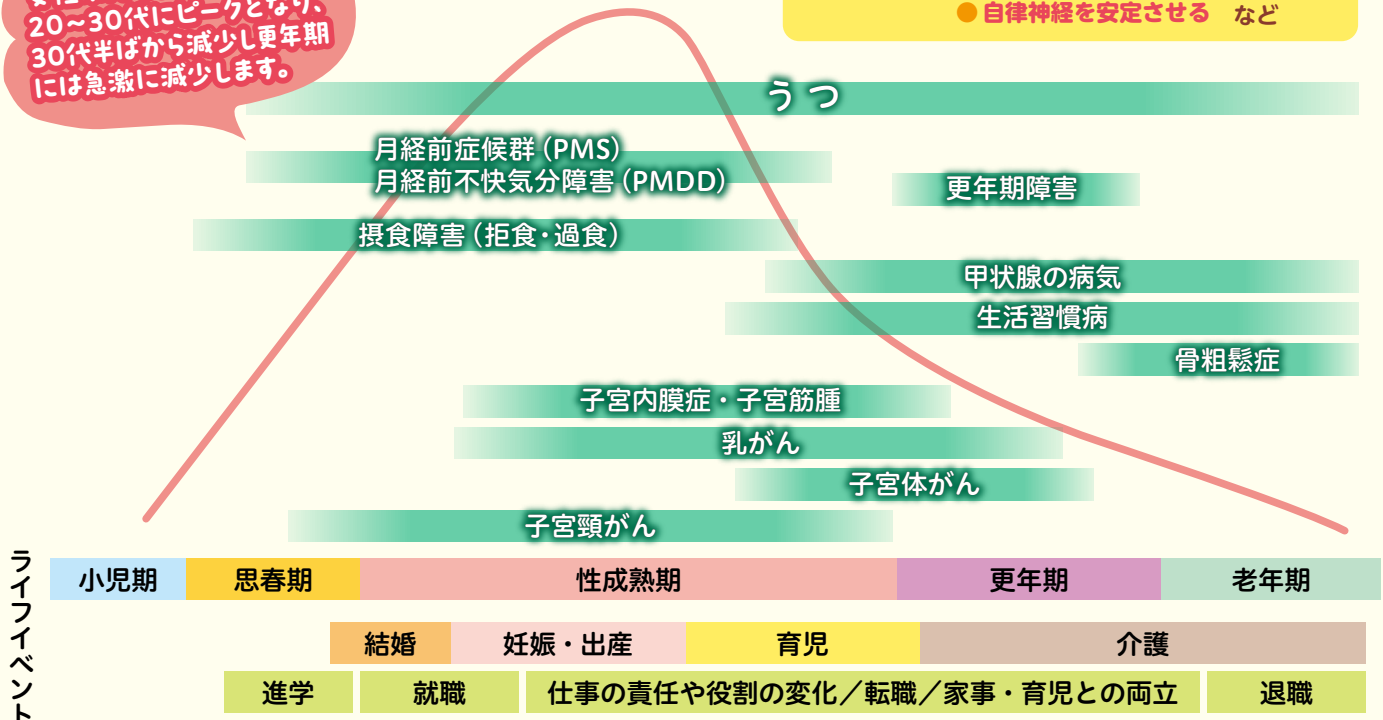 20〜30代にピークとなり、
30代半ばから減少し更年期
には急激に減少します。
●自律神経を安定させる など
うつ
月経前症候群（PMS）
月経前不快気分障害（PMDD）
更年期障害
摂食障害（拒食・過食）
甲状腺の病気
生活習慣病
骨粗鬆症
子宮内膜症・子宮筋腫
乳がん
子宮体がん
子宮頸がん
ライフイベント
小児期
思春期
性成熟期
更年期
老年期
結婚
妊娠・出産
育児
介護
進学
就職
仕事の責任や役割の変化／転職／家事・育児との両立
退職